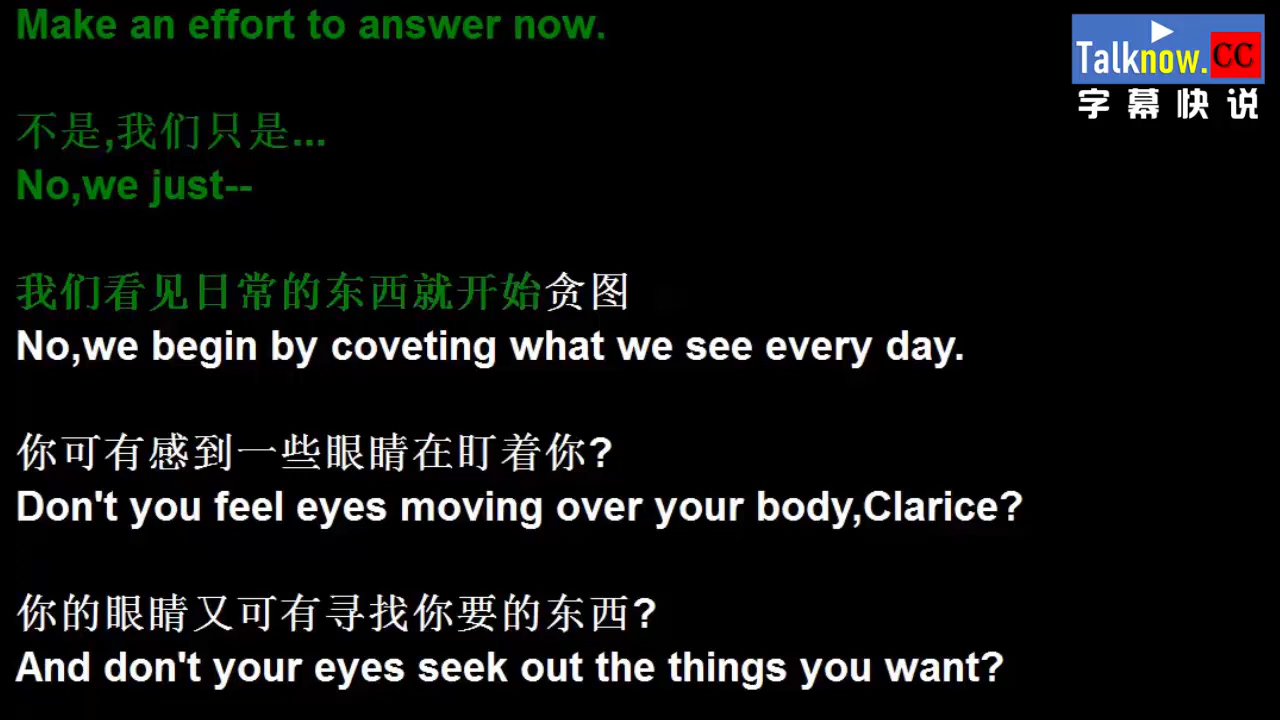 Make an effort to answer now.
Talknow.CC
字幕快说
不是,我们只是...
No,we just--
我们看见日常的东西就开始贪图
No,we begin by coveting what we see every day.
你可有感到一些眼睛在盯着你?
Don't you feel eyes moving over your body,Clarice?
你的眼睛又可有寻找你要的东西?
And don't your eyes seek out the things you want?